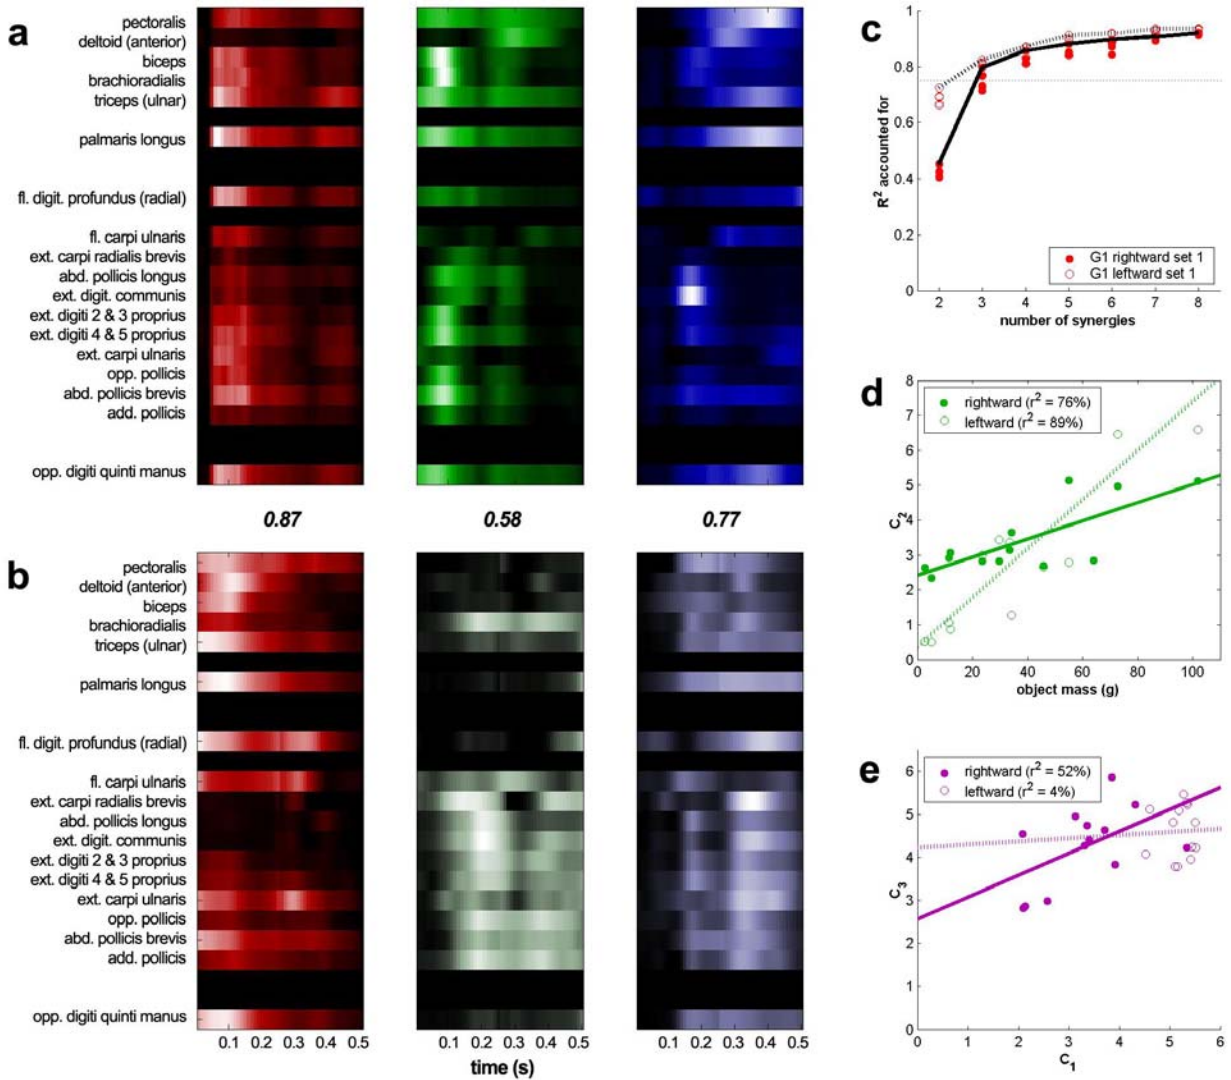 a
pectoralis
deltoid (anterior)
biceps
brachioradialis
triceps (ulnar)
palmaris longus
fl. digit. profundus (radial)
fl. carpi ulnaris
ext. carpi radialis brevis
abd. pollicis longus
ext. digit. communis
ext. digiti 2 & 3 proprius
ext. digiti 4 & 5 proprius
ext. carpi ulnaris
opp. pollicis
abd. pollicis brevis
add. pollicis
opp. digiti quinti manus
0.87 0.58 0.77
b
pectoralis
deltoid (anterior)
biceps
brachioradialis
triceps (ulnar)
palmaris longus
fl. digit. profundus (radial)
fl. carpi ulnaris
ext. carpi radialis brevis
abd. pollicis longus
ext. digit. communis
ext. digiti 2 & 3 proprius
ext. digiti 4 & 5 proprius
ext. carpi ulnaris
opp. pollicis
abd. pollicis brevis
add. pollicis
opp. digiti quinti manus
0.1 0.2 0.3 0.4 0.5 0.1 0.2 0.3 0.4 0.5 0.1 0.2 0.3 0.4 0.5
time (s)
c
R² accounted for
1
0.8
0.6
0.4
0.2
0
G1 rightward set 1
G1 leftward set 1
2 3 4 5 6 7 8
number of synergies
d
C₂
8
7
6
5
4
3
2
1
0
rightward (r² = 76%)
leftward (r² = 89%)
0 20 40 60 80 100
object mass (g)
e
C₃
6
5
4
3
2
1
0
rightward (r² = 52%)
leftward (r² = 4%)
0 1 2 3 4 5 6
C₁